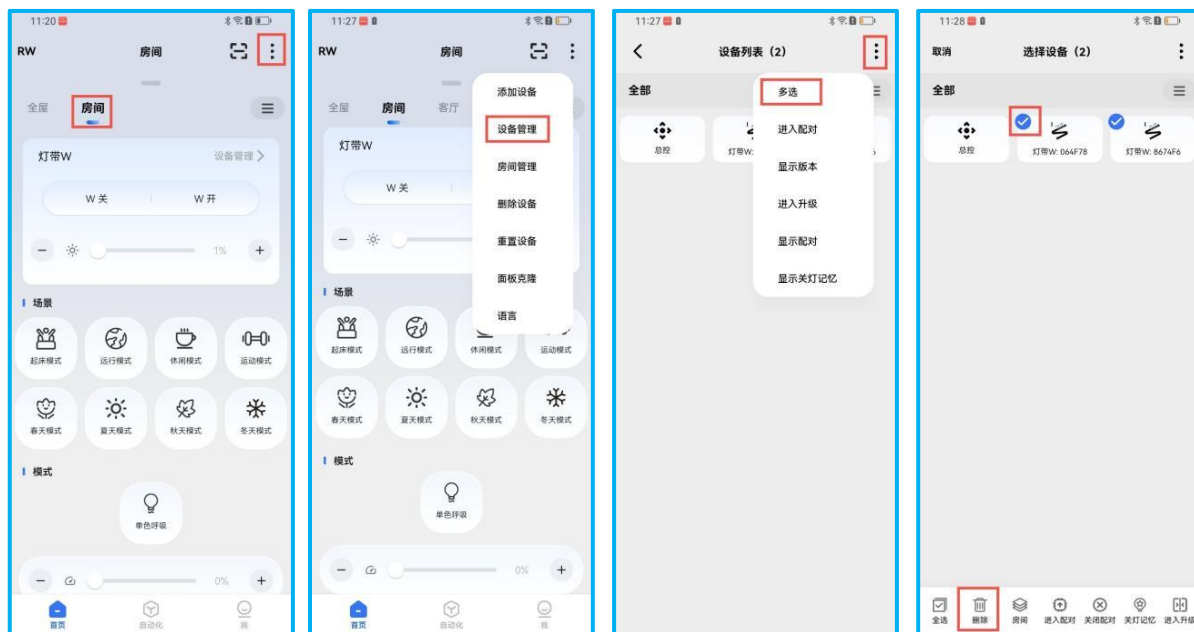 11:20
RW
房间
全屋
房间
灯带W
设备管理
W 关
W 开
1%
场景
起床模式
远行模式
休闲模式
运动模式
春天模式
夏天模式
秋天模式
冬天模式
模式
单色呼吸
0%
首页
自动化
我
11:27
RW
房间
添加设备
设备管理
房间管理
删除设备
重置设备
面板克隆
语言
全屋
房间
客厅
灯带W
W 关
场景
起床模式
远行模式
休闲模式
运动模式
春天模式
夏天模式
秋天模式
冬天模式
模式
单色呼吸
0%
首页
自动化
我
11:27
设备列表（2）
全部
多选
进入配对
显示版本
进入升级
显示配对
显示关灯记忆
总控
灯带W:
11:28
取消
选择设备（2）
全部
总控
灯带W: 064F78
灯带W: 8674F6
全选
删除
房间
进入配对
关闭配对
关灯记忆
进入升级